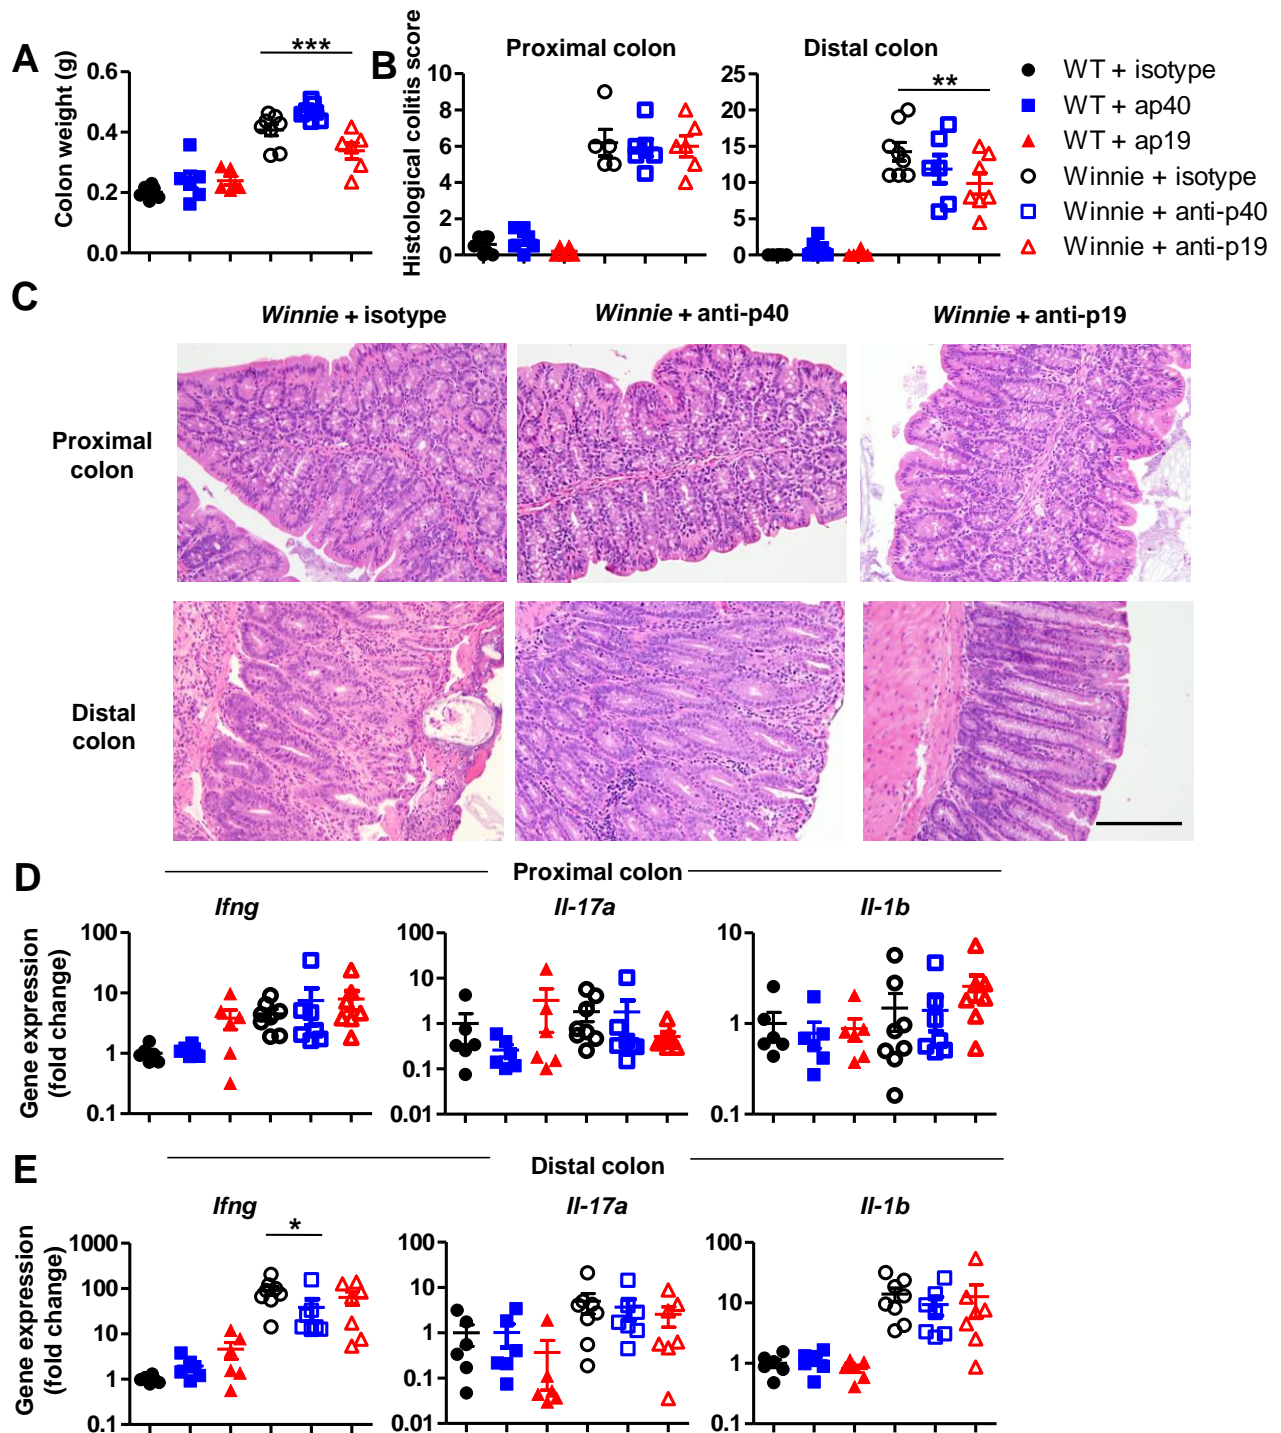 A
Colon weight (g)
0.6
0.4
0.2
0.0
***
B
Histological colitis score
Proximal colon
10
8
6
4
2
0
Distal colon
25
20
15
10
5
0
**
WT + isotype
WT + ap40
WT + ap19
Winnie + isotype
Winnie + anti-p40
Winnie + anti-p19
C
Winnie + isotype
Winnie + anti-p40
Winnie + anti-p19
Proximal
colon
Distal
colon
D
Proximal colon
Gene expression
(fold change)
Ifng
100
10
1
0.1
Il-17a
100
10
1
0.1
0.01
Il-1b
10
1
0.1
E
Distal colon
Gene expression
(fold change)
Ifng
1000
100
10
1
0.1
*
Il-17a
100
10
1
0.1
0.01
Il-1b
100
10
1
0.1